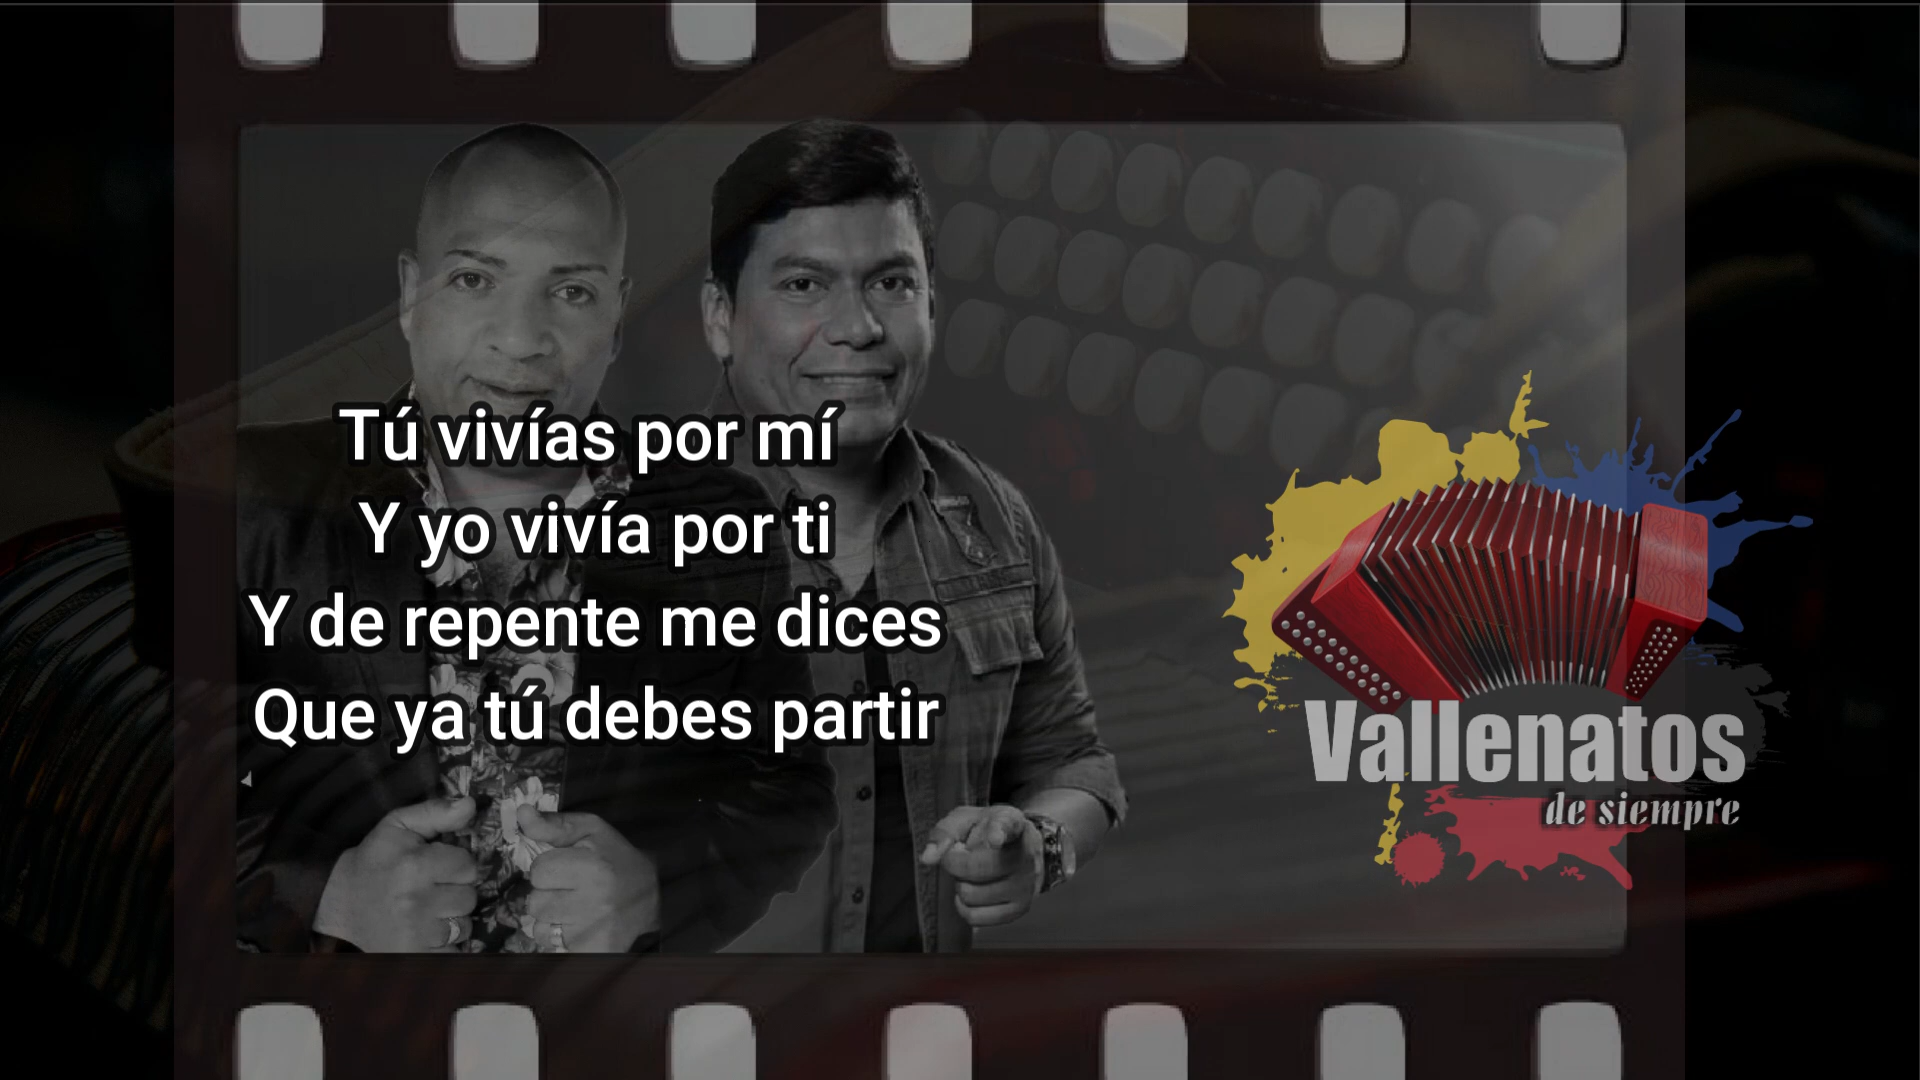 Tú vivías por mí
Y yo vivía por ti
Y de repente me dices
Que ya tú debes partir
Vallenatos
de siempre